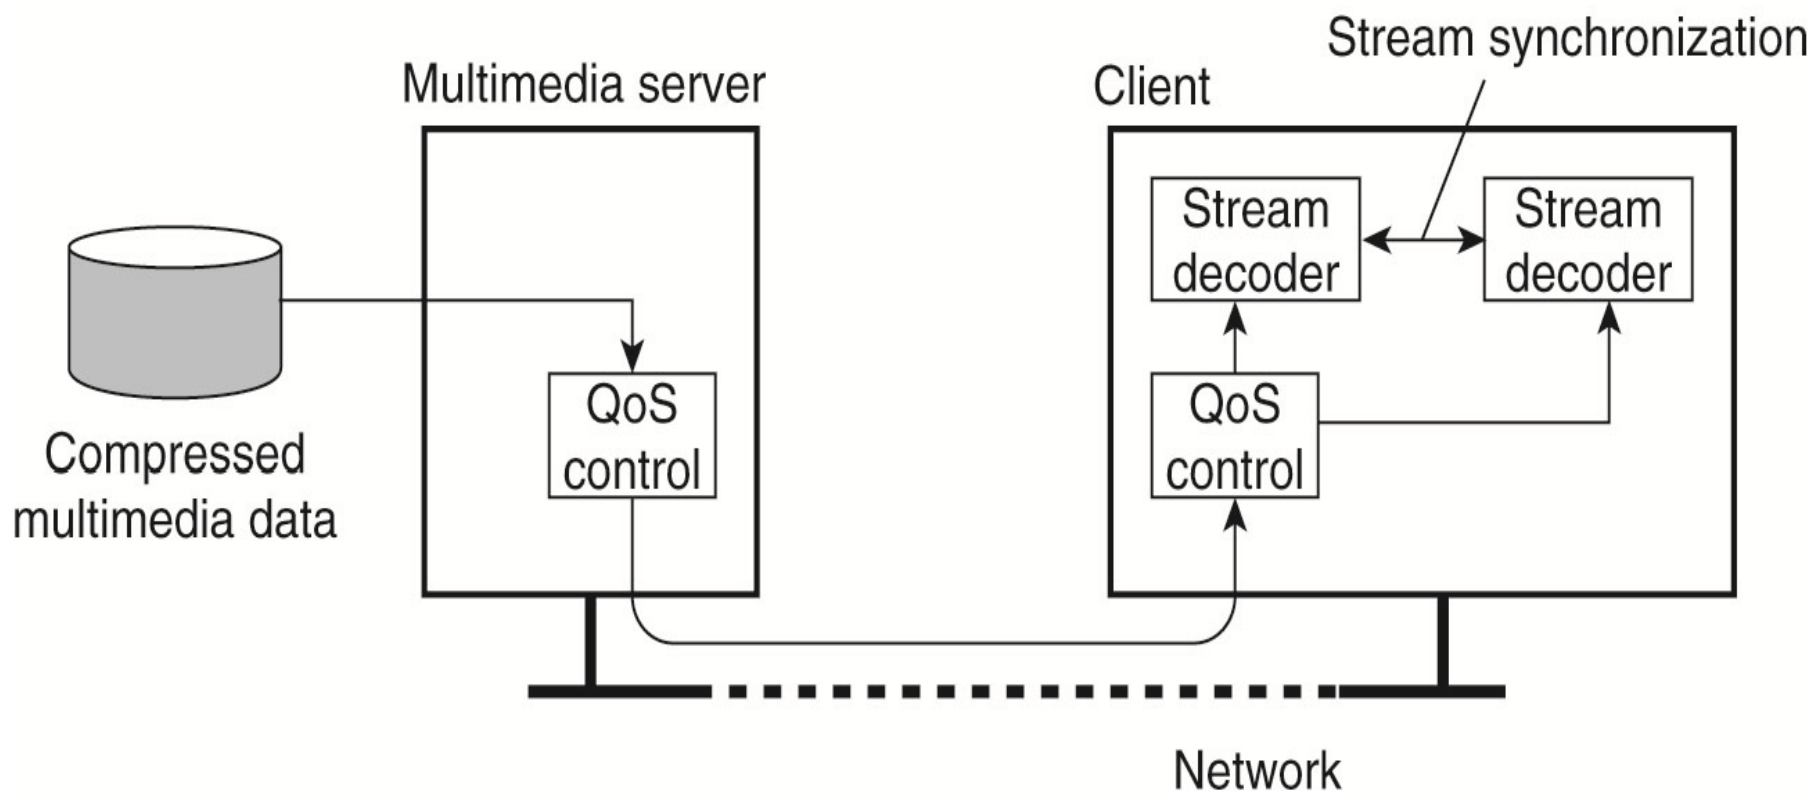 Stream synchronization
Multimedia server
Client
Stream
decoder
Stream
decoder
QoS
control
QoS
control
Compressed
multimedia data
Network